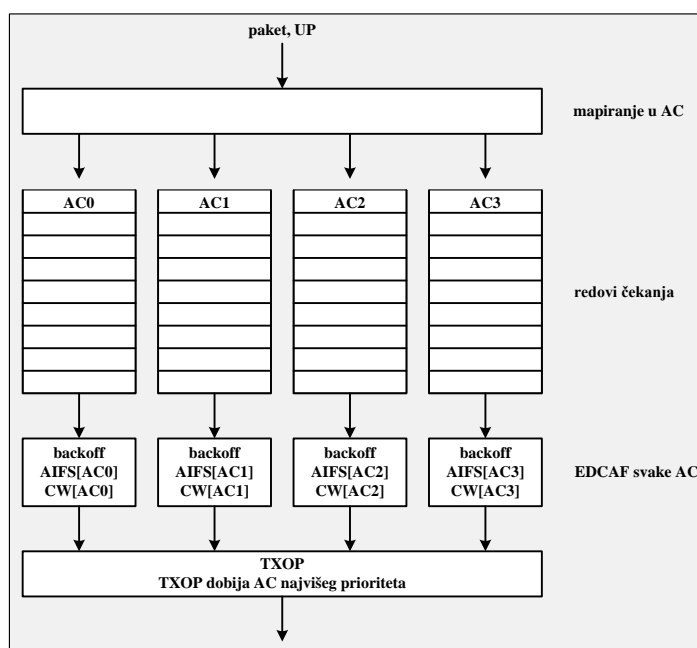 paket, UP
mapiranje u AC
AC0
AC1
AC2
AC3
redovi čekanja
backoff
AIFS[AC0]
CW[AC0]
backoff
AIFS[AC1]
CW[AC1]
backoff
AIFS[AC2]
CW[AC2]
backoff
AIFS[AC3]
CW[AC3]
EDCAF svake AC
TXOP
TXOP dobija AC najvišeg prioriteta